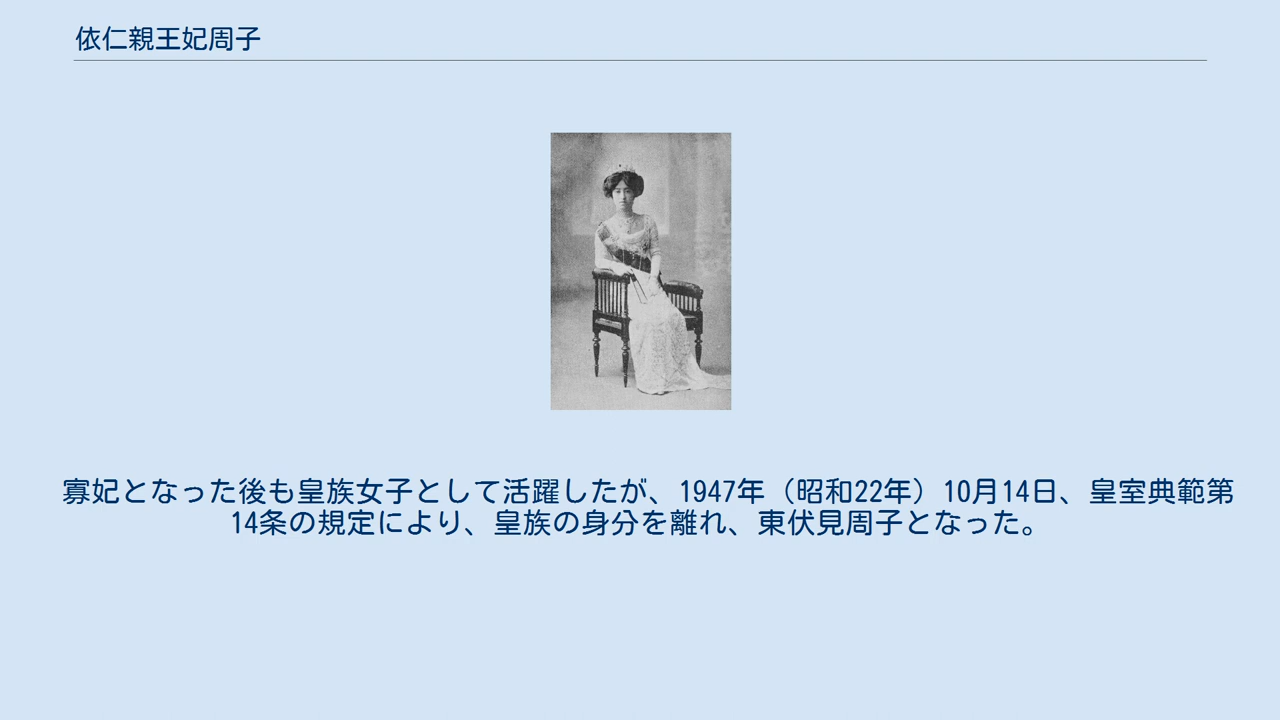 依仁親王妃周子
寡妃となった後も皇族女子として活躍したが、1947年（昭和22年）10月14日、皇室典範第
14条の規定により、皇族の身分を離れ、東伏見周子となった。